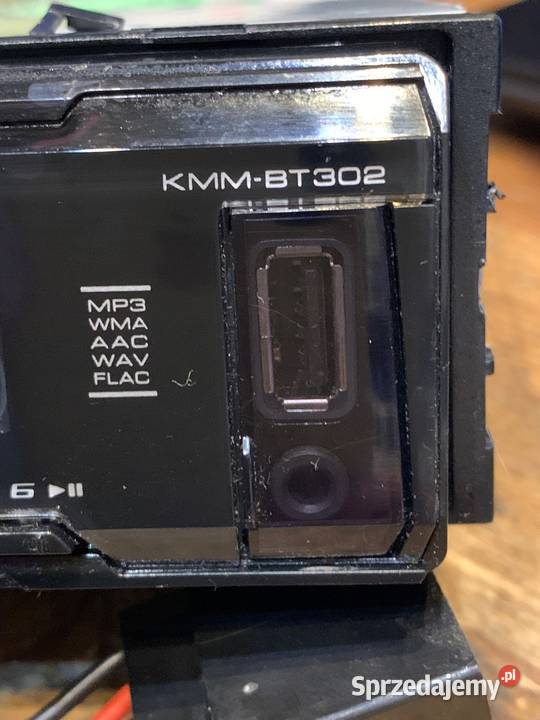 KMM-BT302
MP3
WMA
AAC
WAV
FLAC
6
Sprzedajemy.pl